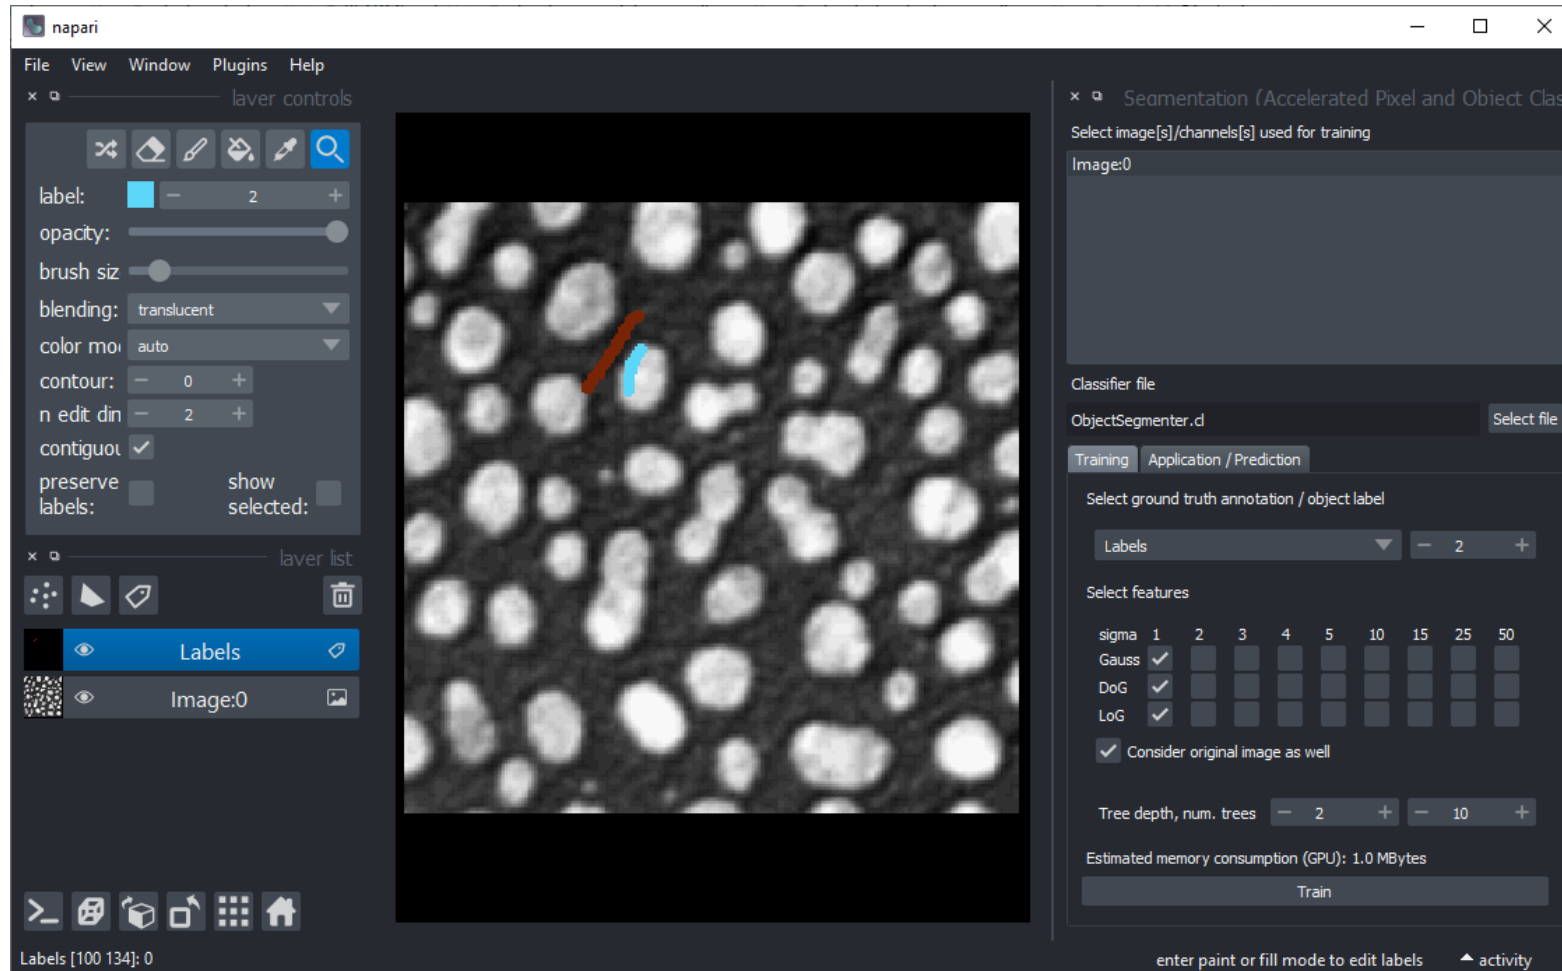 napari
File View Window Plugins Help
layer controls
label: 2
opacity:
brush siz
blending: translucent
color mo auto
contour: 0
n edit din 2
contiguou
preserve labels: show selected:
layer list
Labels
Image:0
Labels [100 134]: 0
Segmentation (Accelerated Pixel and Object Clas
Select image[s]/channels[s] used for training
Image:0
Classifier file
ObjectSegmenter.cl Select file
Training Application / Prediction
Select ground truth annotation / object label
Labels 2
Select features
sigma 1 2 3 4 5 10 15 25 50
Gauss
DoG
LoG
Consider original image as well
Tree depth, num. trees 2 10
Estimated memory consumption (GPU): 1.0 MBytes
Train
enter paint or fill mode to edit labels activity